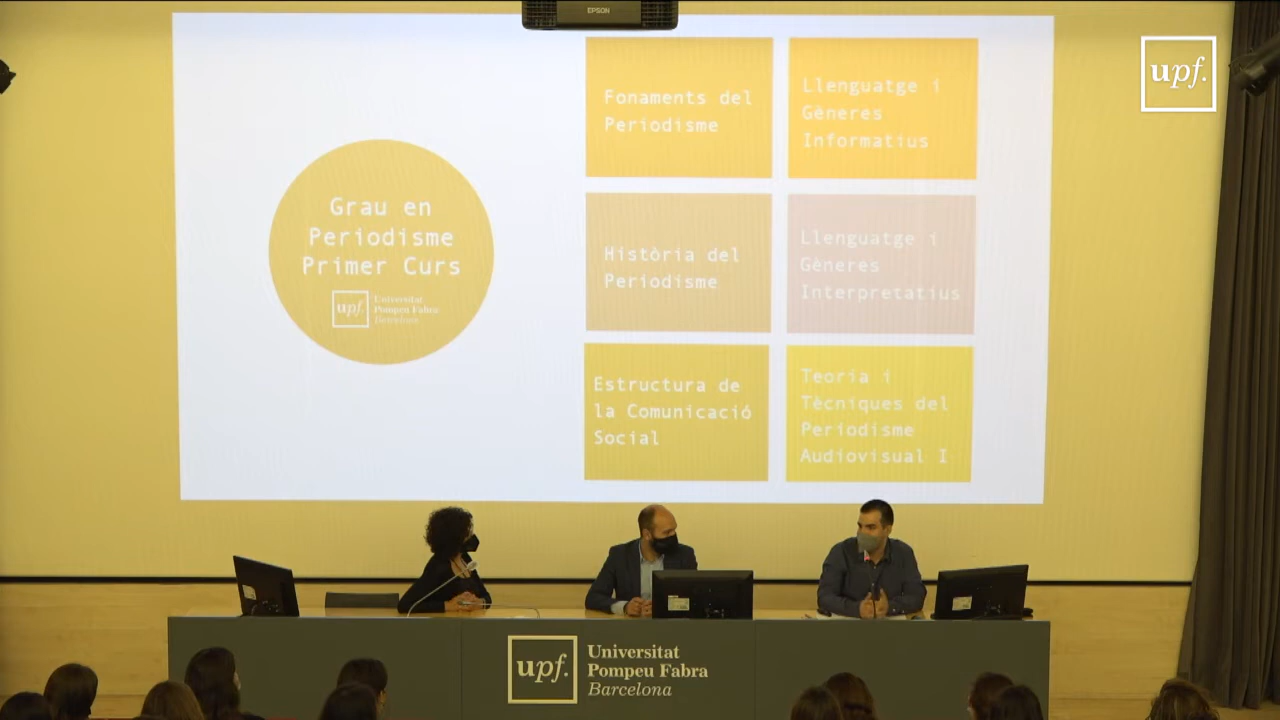 EPSON
upf.
Grau en
Periodisme
Primer Curs
upf.
Universitat
Pompeu Fabra
Barcelona
Fonaments del
Periodisme
Llenguatge i
Gèneres
Informatius
Història del
Periodisme
Llenguatge i
Gèneres
Interpretatius
Estructura de
la Comunicació
Social
Teoria i
Tècniques del
Periodisme
Audiovisual I
upf.
Universitat
Pompeu Fabra
Barcelona